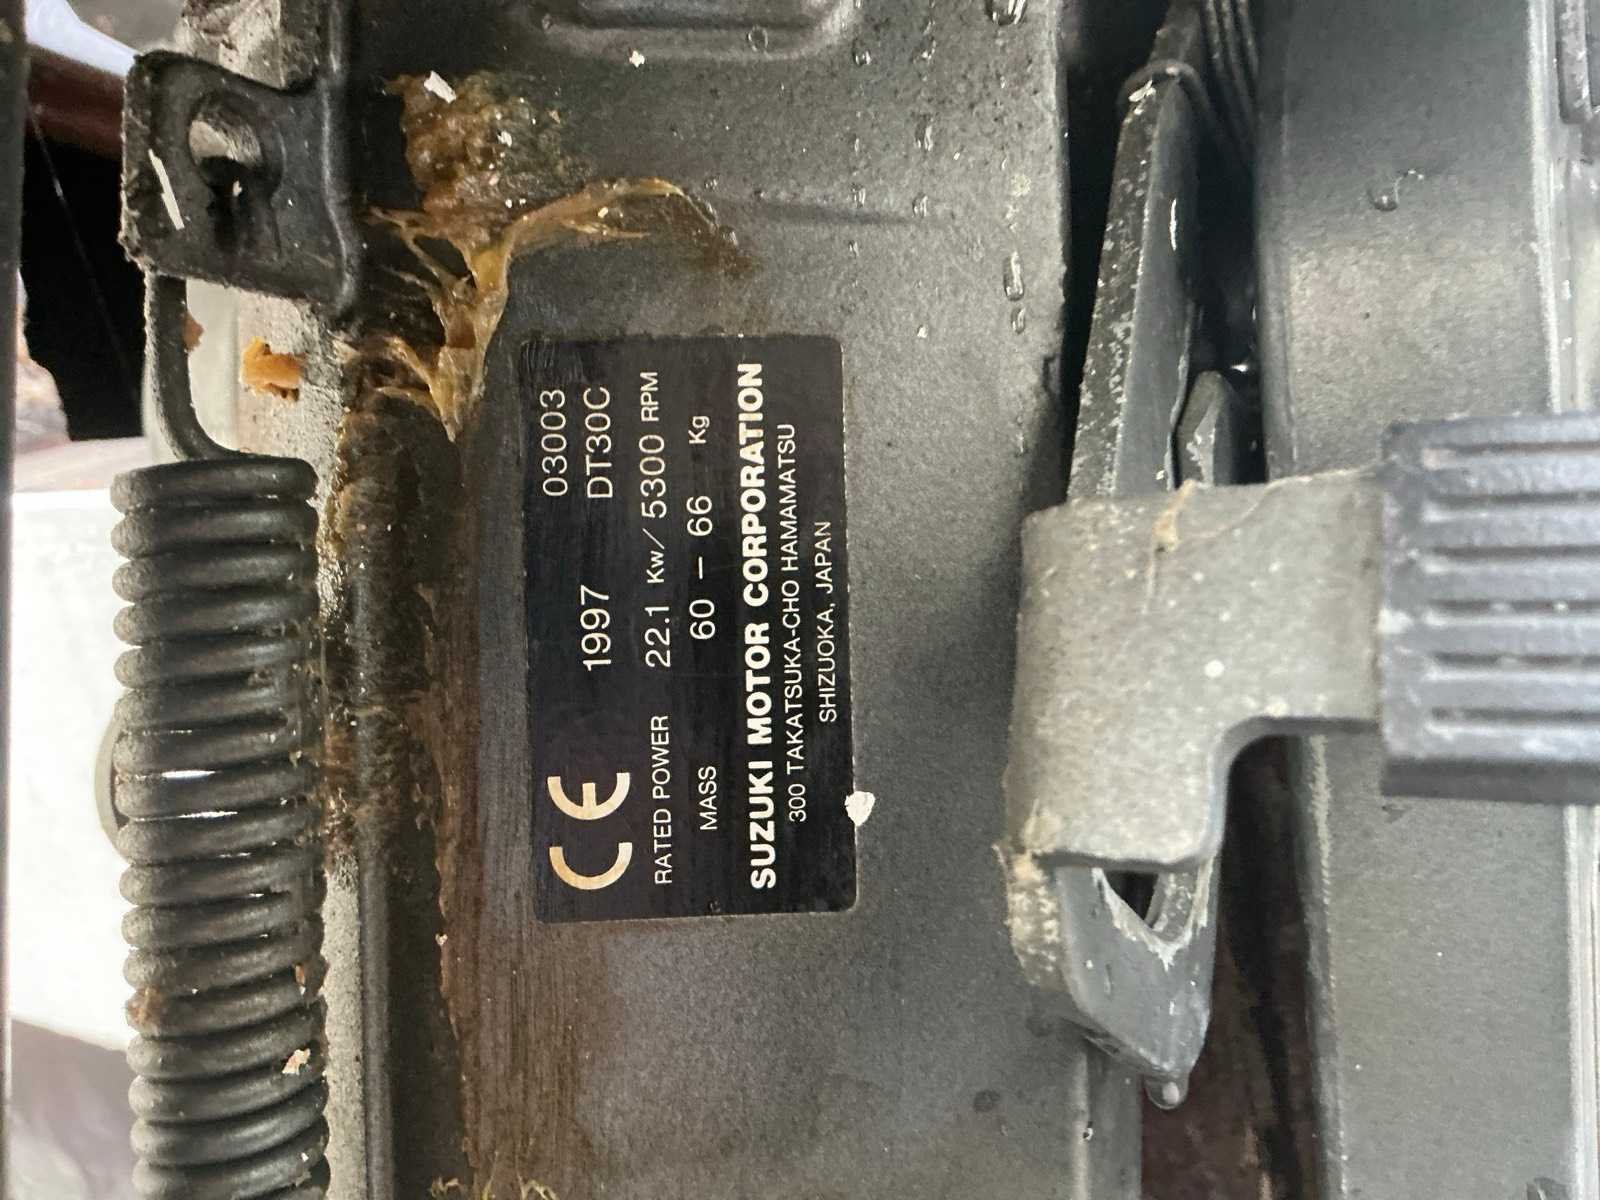 03003
CE 1997 DT30C
RATED POWER 22.1 Kw/5300 RPM
MASS 60-66 Kg
SUZUKI MOTOR CORPORATION
300 TAKATSUKA-CHO HAMAMATSU
SHIZUOKA, JAPAN